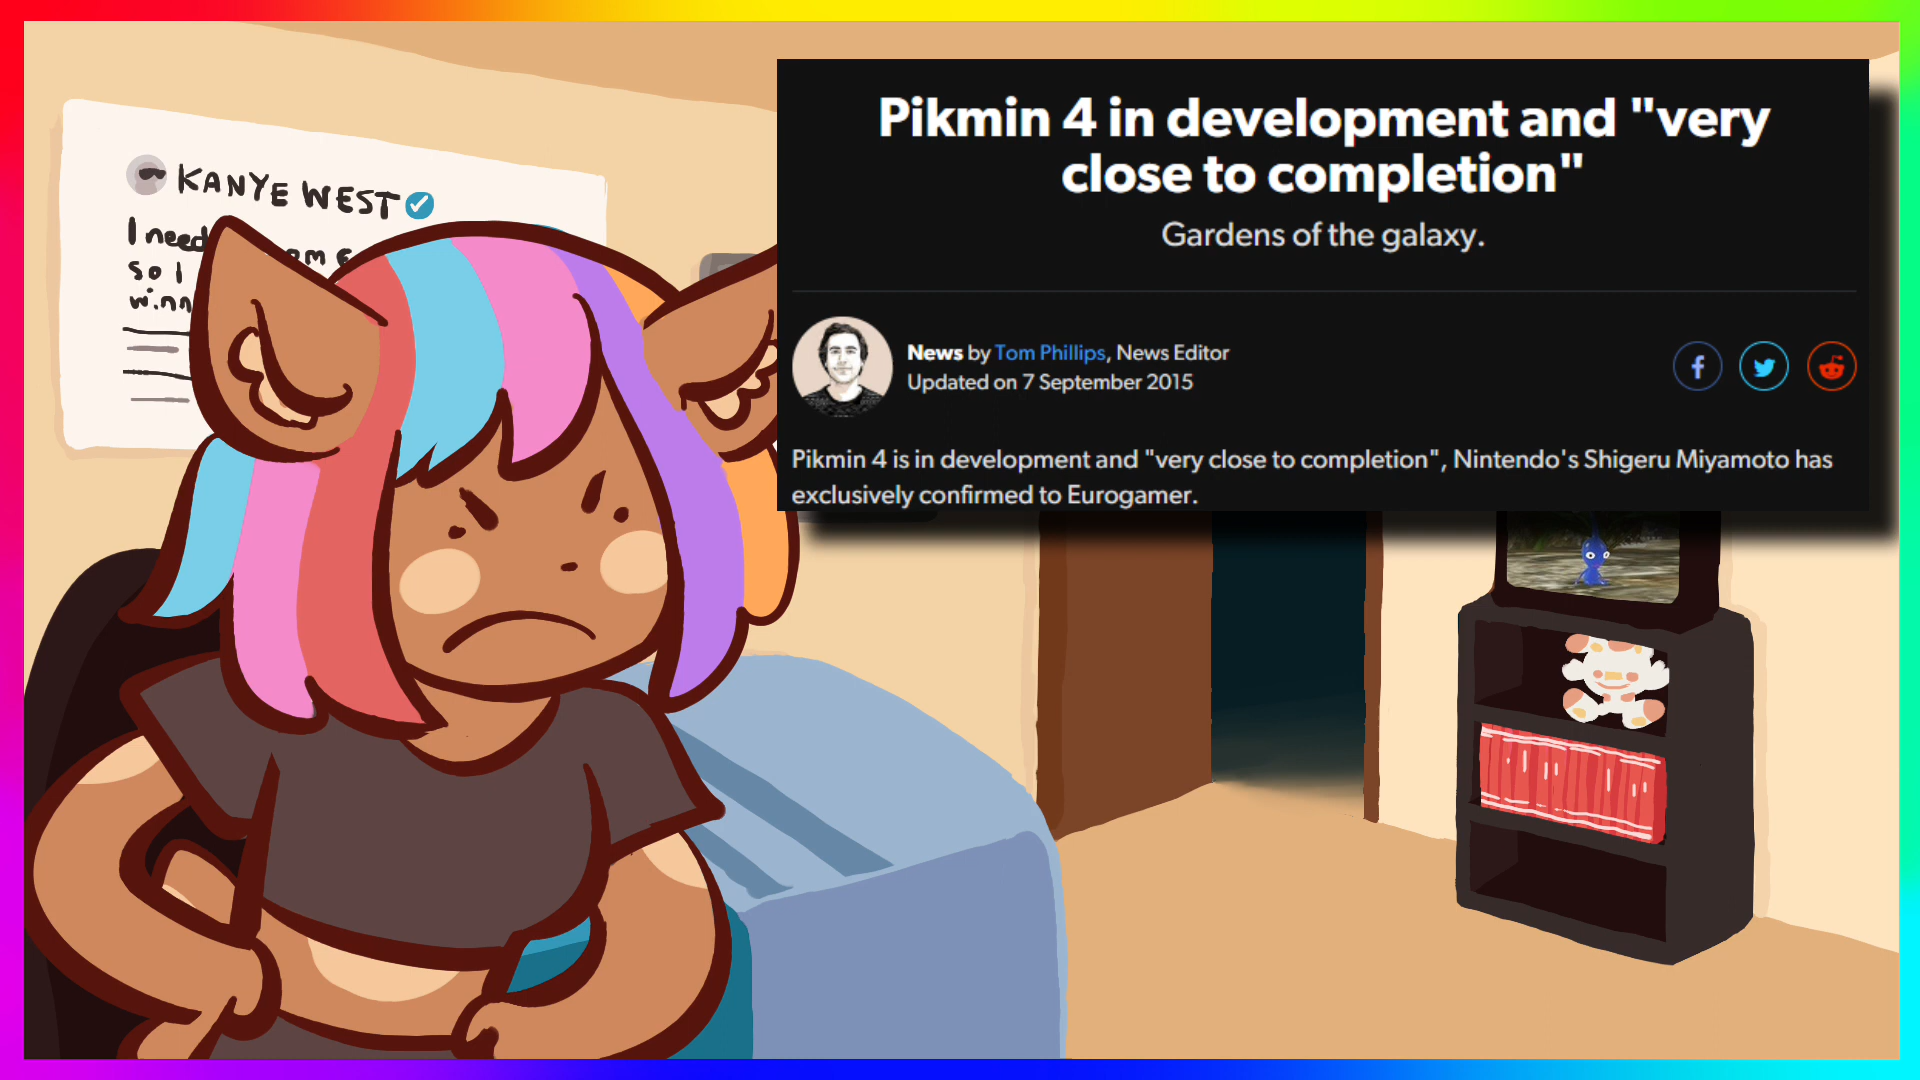 KANYE WEST
I need
so I
winn
Pikmin 4 in development and "very
close to completion"
Gardens of the galaxy.
News by Tom Phillips, News Editor
Updated on 7 September 2015
Pikmin 4 is in development and "very close to completion", Nintendo's Shigeru Miyamoto has
exclusively confirmed to Eurogamer.